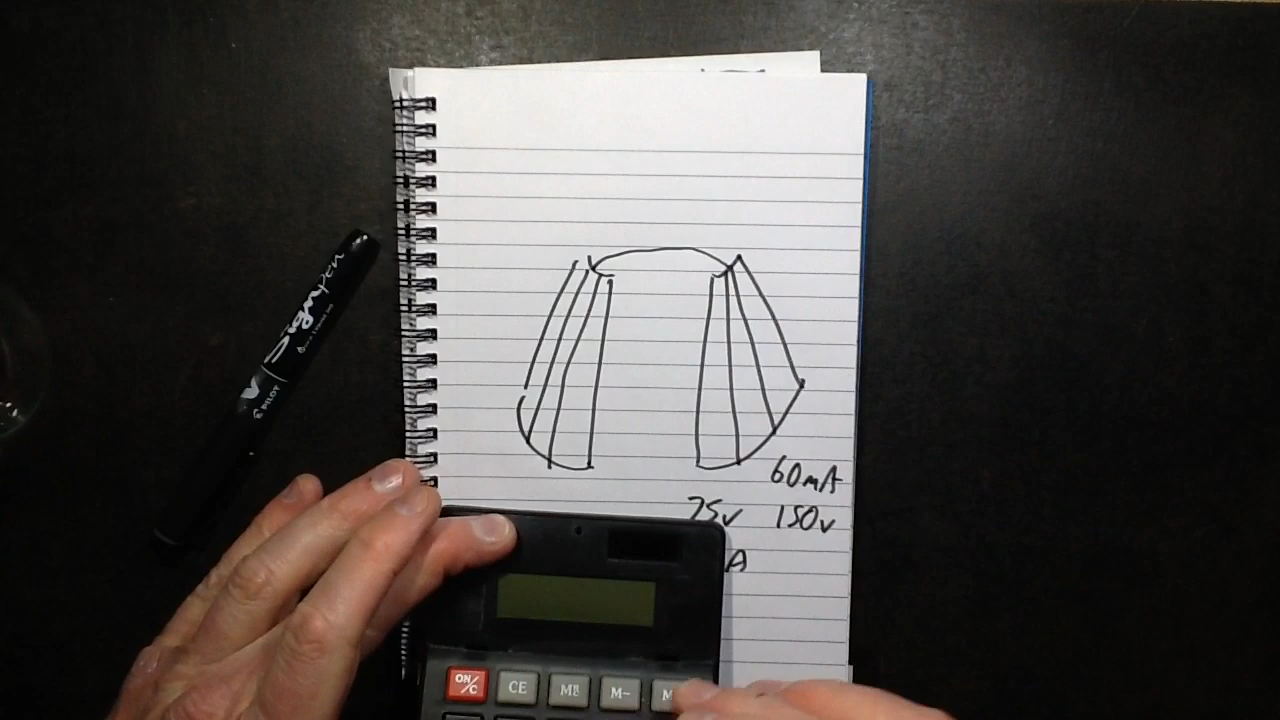 Signpen
PILOT
60mA
75v 150v
A
ON/C CE M- M